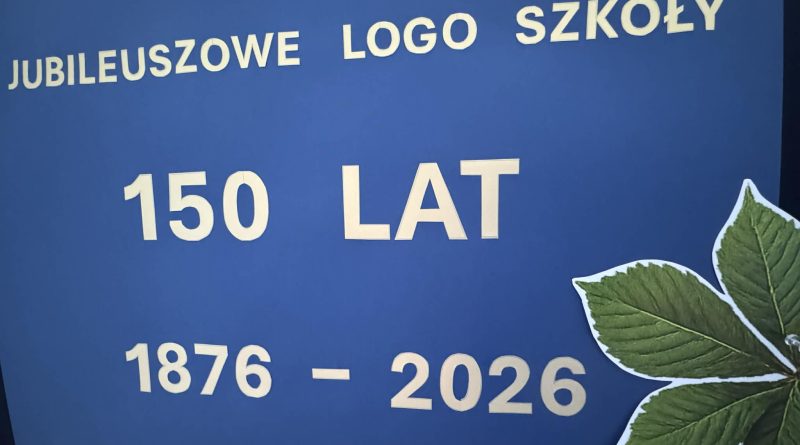 JUBILEUSZOWE LOGO SZKOŁY
150 LAT
1876 - 2026